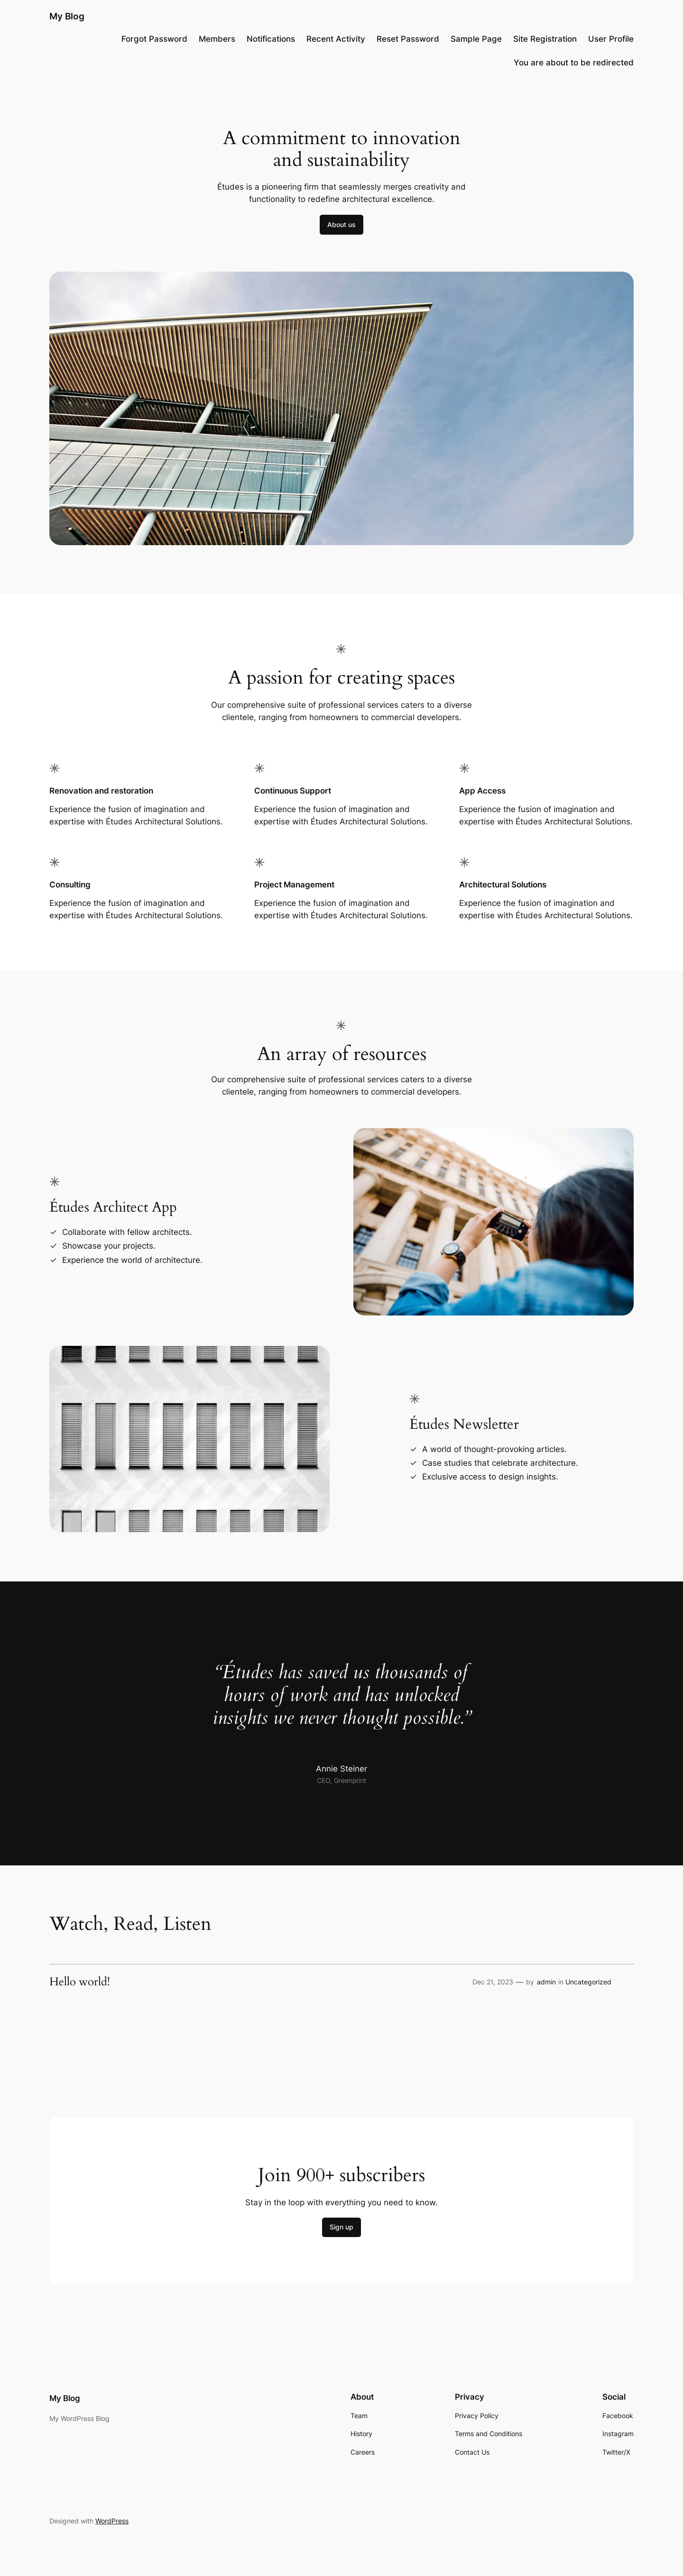 My Blog
Forgot Password Members Notifications Recent Activity Reset Password Sample Page Site Registration User Profile
You are about to be redirected
A commitment to innovation
and sustainability
Études is a pioneering firm that seamlessly merges creativity and
functionality to redefine architectural excellence.
About us
A passion for creating spaces
Our comprehensive suite of professional services caters to a diverse
clientele, ranging from homeowners to commercial developers.
Renovation and restoration
Experience the fusion of imagination and
expertise with Études Architectural Solutions.
Continuous Support
Experience the fusion of imagination and
expertise with Études Architectural Solutions.
App Access
Experience the fusion of imagination and
expertise with Études Architectural Solutions.
Consulting
Experience the fusion of imagination and
expertise with Études Architectural Solutions.
Project Management
Experience the fusion of imagination and
expertise with Études Architectural Solutions.
Architectural Solutions
Experience the fusion of imagination and
expertise with Études Architectural Solutions.
An array of resources
Our comprehensive suite of professional services caters to a diverse
clientele, ranging from homeowners to commercial developers.
Études Architect App
✓ Collaborate with fellow architects.
✓ Showcase your projects.
✓ Experience the world of architecture.
Études Newsletter
✓ A world of thought-provoking articles.
✓ Case studies that celebrate architecture.
✓ Exclusive access to design insights.
“Études has saved us thousands of
hours of work and has unlocked
insights we never thought possible.”
Annie Steiner
CEO, Greenprint
Watch, Read, Listen
Hello world!
Dec 21, 2023 — by admin in Uncategorized
Join 900+ subscribers
Stay in the loop with everything you need to know.
Sign up
My Blog
My WordPress Blog
About
Team
History
Careers
Privacy
Privacy Policy
Terms and Conditions
Contact Us
Social
Facebook
Instagram
Twitter/X
Designed with WordPress